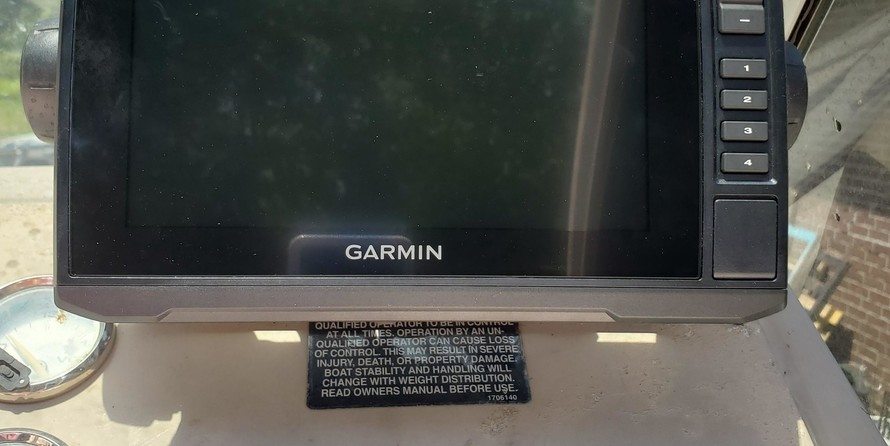 1
2
3
4
GARMIN
QUALIFIED OPERATOR TO BE IN CONTROL
AT ALL TIMES. OPERATION BY AN UN-
QUALIFIED OPERATOR CAN CAUSE LOSS
OF CONTROL. THIS MAY RESULT IN SEVERE
INJURY, DEATH, OR PROPERTY DAMAGE.
BOAT STABILITY AND HANDLING WILL
CHANGE WITH WEIGHT DISTRIBUTION.
READ OWNERS MANUAL BEFORE USE.
1706140